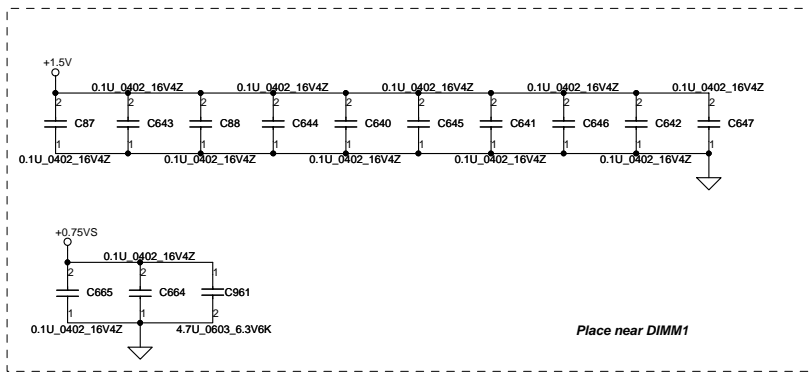 +1.5V
0.1U_0402_16V4Z 0.1U_0402_16V4Z 0.1U_0402_16V4Z 0.1U_0402_16V4Z 0.1U_0402_16V4Z
2 2 2 2 2 2 2 2 2 2
C87 C643 C88 C644 C640 C645 C641 C646 C642 C647
1 1 1 1 1 1 1 1 1 1
0.1U_0402_16V4Z 0.1U_0402_16V4Z 0.1U_0402_16V4Z 0.1U_0402_16V4Z 0.1U_0402_16V4Z
+0.75VS
0.1U_0402_16V4Z
2 2 1
C665 C664 C961
1 1 2
0.1U_0402_16V4Z 4.7U_0603_6.3V6K
Place near DIMM1